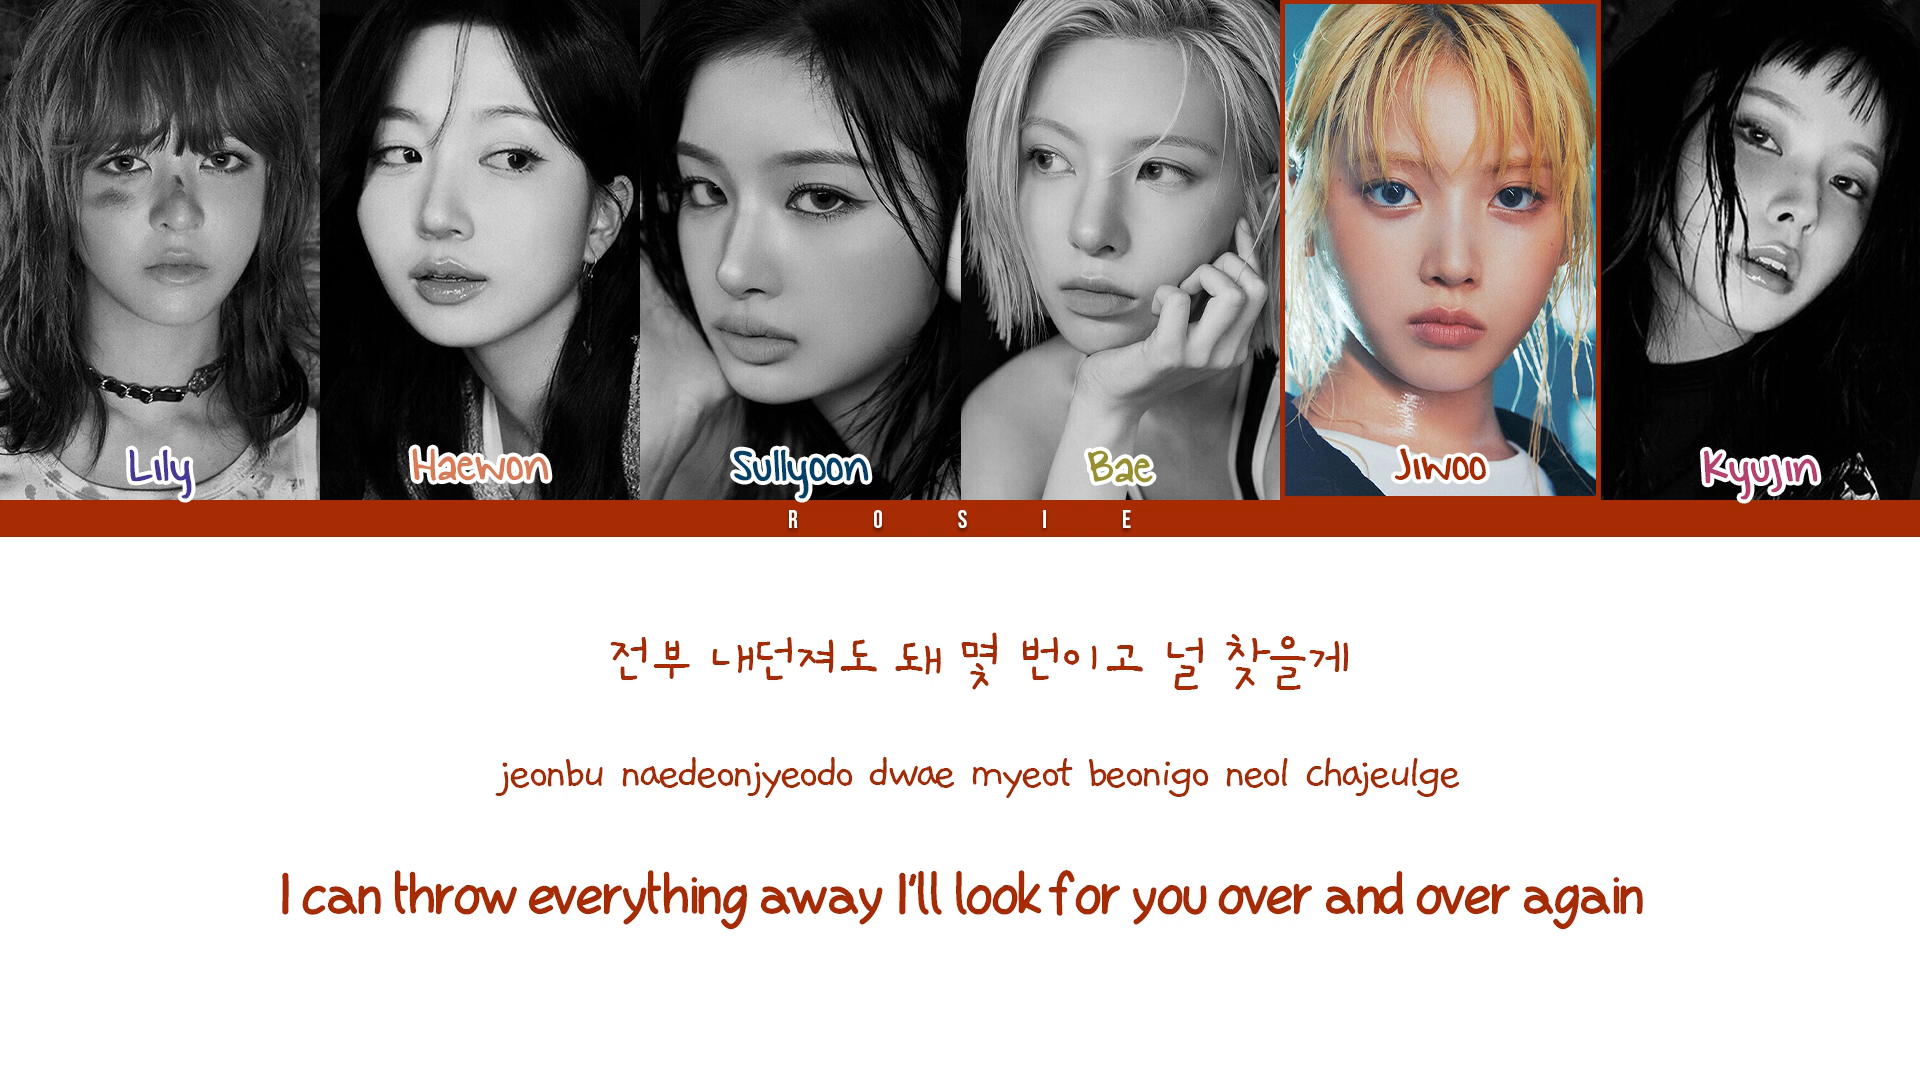 Lily Haewon Sullyoon Bae Jiwoo Kyujin
ROSIE
전부 내던져도 돼 몇 번이고 널 찾을게
jeonbu naedeonjyeodo dwae myeot beonigo neol chajeulge
I can throw everything away I'll look for you over and over again